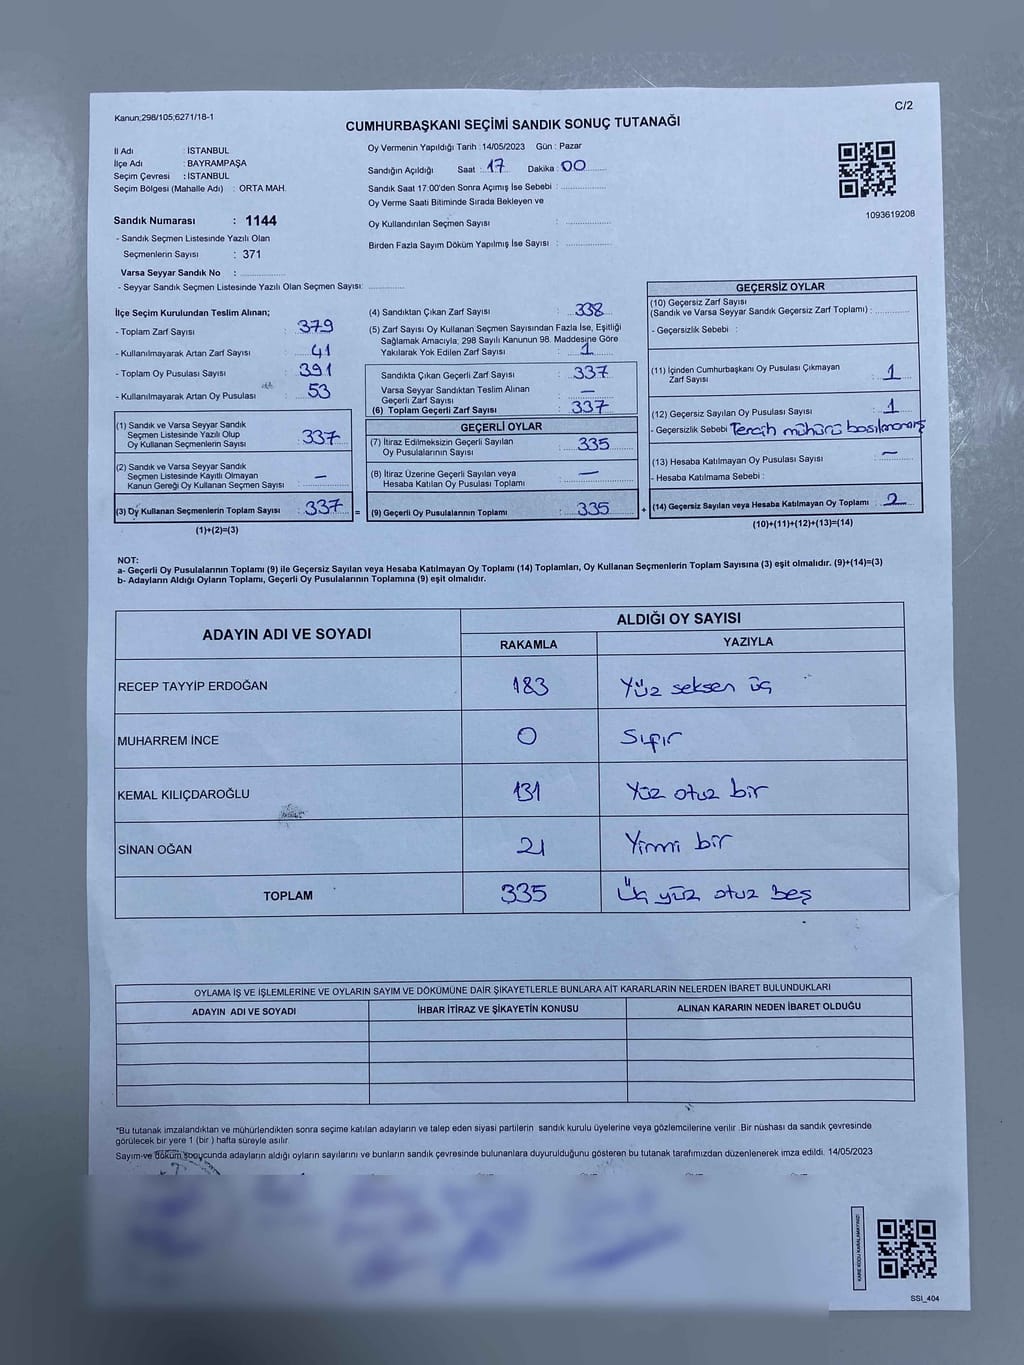 Kanun;298/105;6271/18-1
C/2
CUMHURBAŞKANI SEÇİMİ SANDIK SONUÇ TUTANAĞI
İl Adı : İSTANBUL
İlçe Adı : BAYRAMPAŞA
Seçim Çevresi : İSTANBUL
Seçim Bölgesi (Mahalle Adı) : ORTA MAH.
Oy Vermenin Yapıldığı Tarih : 14/05/2023 Gün : Pazar
Sandığın Açıldığı Saat : 17 Dakika : 00
Sandık Saat 17:00'den Sonra Açımış İse Sebebi :
Oy Verme Saati Bitiminde Sırada Bekleyen ve
Oy Kullandırılan Seçmen Sayısı :
Birden Fazla Sayım Döküm Yapılmış İse Sayısı :
1093619208
Sandık Numarası : 1144
- Sandık Seçmen Listesinde Yazılı Olan
Seçmenlerin Sayısı : 371
Varsa Seyyar Sandık No :
- Seyyar Sandık Seçmen Listesinde Yazılı Olan Seçmen Sayısı:
İlçe Seçim Kurulundan Teslim Alınan;
- Toplam Zarf Sayısı : 379
- Kullanılmayarak Artan Zarf Sayısı : 41
- Toplam Oy Pusulası Sayısı : 391
- Kullanılmayarak Artan Oy Pusulası : 53
(1) Sandık ve Varsa Seyyar Sandık
Seçmen Listesinde Yazılı Olup
Oy Kullanan Seçmenlerin Sayısı : 337
(2) Sandık ve Varsa Seyyar Sandık
Seçmen Listesinde Kayıtlı Olmayan
Kanun Gereği Oy Kullanan Seçmen Sayısı : —
(3) Oy Kullanan Seçmenlerin Toplam Sayısı : 337 =
(1)+(2)=(3)
(4) Sandıktan Çıkan Zarf Sayısı : 338
(5) Zarf Sayısı Oy Kullanan Seçmen Sayısından Fazla İse, Eşitliği
Sağlamak Amacıyla; 298 Sayılı Kanunun 98. Maddesine Göre
Yakılarak Yok Edilen Zarf Sayısı : 1
Sandıkta Çıkan Geçerli Zarf Sayısı : 337
Varsa Seyyar Sandıktan Teslim Alınan
Geçerli Zarf Sayısı : —
(6) Toplam Geçerli Zarf Sayısı : 337
GEÇERLİ OYLAR
(7) İtiraz Edilmeksizin Geçerli Sayılan
Oy Pusulalarının Sayısı : 335
(8) İtiraz Üzerine Geçerli Sayılan veya
Hesaba Katılan Oy Pusulası Toplamı : —
(9) Geçerli Oy Pusulalarının Toplamı : 335 +
GEÇERSİZ OYLAR
(10) Geçersiz Zarf Sayısı
(Sandık ve Varsa Seyyar Sandık Geçersiz Zarf Toplamı) :
- Geçersizlik Sebebi :
(11) İçinden Cumhurbaşkanı Oy Pusulası Çıkmayan
Zarf Sayısı : 1
(12) Geçersiz Sayılan Oy Pusulası Sayısı : 1
- Geçersizlik Sebebi Tercih mühürü basılmamış
(13) Hesaba Katılmayan Oy Pusulası Sayısı : —
- Hesaba Katılmama Sebebi :
(14) Geçersiz Sayılan veya Hesaba Katılmayan Oy Toplamı : 2
(10)+(11)+(12)+(13)=(14)
NOT:
a- Geçerli Oy Pusulalarının Toplamı (9) ile Geçersiz Sayılan veya Hesaba Katılmayan Oy Toplamı (14) Toplamları, Oy Kullanan Seçmenlerin Toplam Sayısına (3) eşit olmalıdır. (9)+(14)=(3)
b- Adayların Aldığı Oyların Toplamı, Geçerli Oy Pusulalarının Toplamına (9) eşit olmalıdır.
ADAYIN ADI VE SOYADI
ALDIĞI OY SAYISI
RAKAMLA YAZIYLA
RECEP TAYYİP ERDOĞAN 183 Yüz seksen üç
MUHARREM İNCE 0 Sıfır
KEMAL KILIÇDAROĞLU 131 Yüz otuz bir
SİNAN OĞAN 21 Yirmi bir
TOPLAM 335 Üç yüz otuz beş
OYLAMA İŞ VE İŞLEMLERİNE VE OYLARIN SAYIM VE DÖKÜMÜNE DAİR ŞİKAYETLERLE BUNLARA AİT KARARLARIN NELERDEN İBARET BULUNDUKLARI
ADAYIN ADI VE SOYADI İHBAR İTİRAZ VE ŞİKAYETİN KONUSU ALINAN KARARIN NEDEN İBARET OLDUĞU
*Bu tutanak imzalandıktan ve mühürlendikten sonra seçime katılan adayların ve talep eden siyasi partilerin sandık kurulu üyelerine veya gözlemcilerine verilir .Bir nüshası da sandık çevresinde
görülecek bir yere 1 (bir ) hafta süreyle asılır.
Sayım ve döküm sonucunda adayların aldığı oyların sayılarını ve bunların sandık çevresinde bulunanlara duyurulduğunu gösteren bu tutanak tarafımızdan düzenlenerek imza edildi. 14/05/2023
KARE KODU KARALAMAYINIZ!
SSI_404